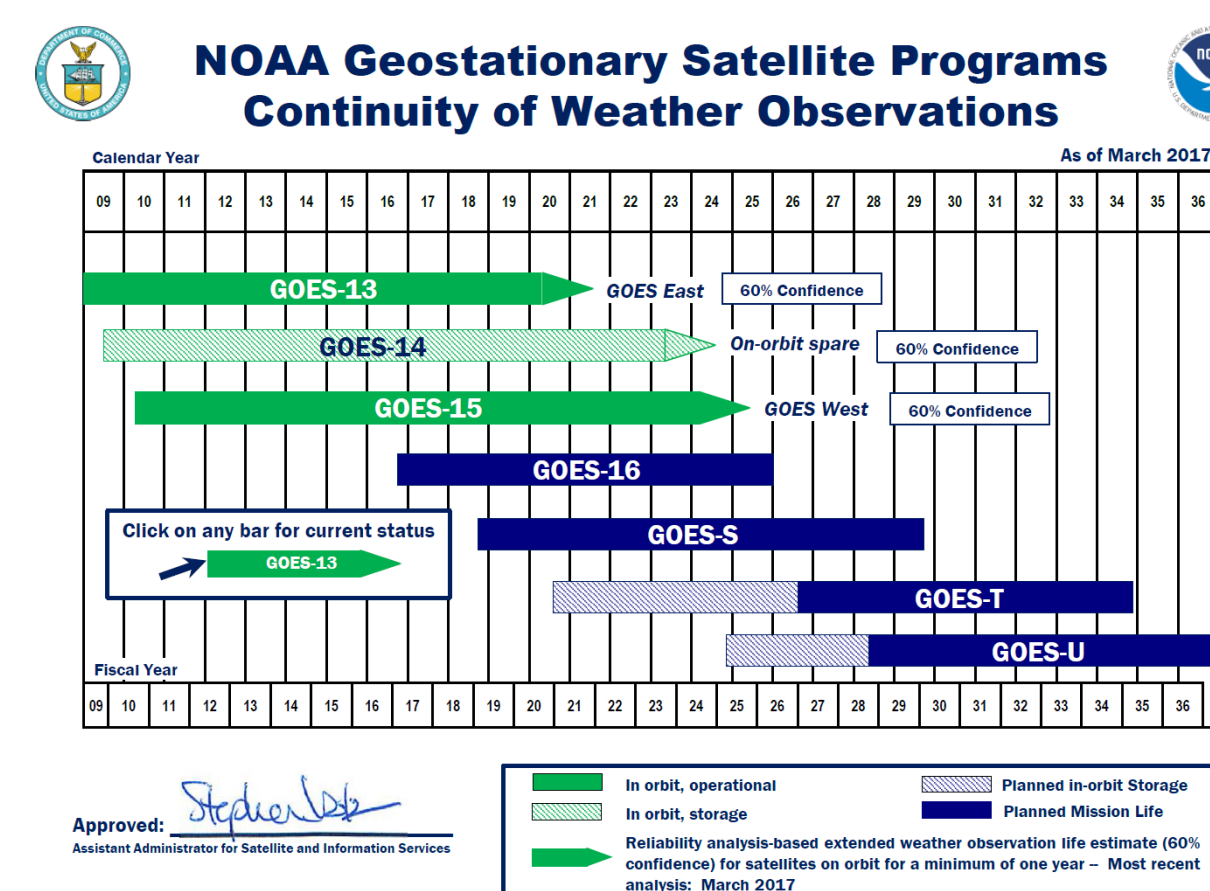 NOAA Geostationary Satellite Programs
Continuity of Weather Observations
DEPARTMENT OF COMMERCE
UNITED STATES OF AMERICA
Calendar Year
As of March 2017
09 10 11 12 13 14 15 16 17 18 19 20 21 22 23 24 25 26 27 28 29 30 31 32 33 34 35 36
GOES-13 GOES East 60% Confidence
GOES-14 On-orbit spare 60% Confidence
GOES-15 GOES West 60% Confidence
GOES-16
Click on any bar for current status
GOES-13
GOES-S
GOES-T
GOES-U
Fiscal Year
09 10 11 12 13 14 15 16 17 18 19 20 21 22 23 24 25 26 27 28 29 30 31 32 33 34 35 36
Approved:
Assistant Administrator for Satellite and Information Services
In orbit, operational
Planned in-orbit Storage
In orbit, storage
Planned Mission Life
Reliability analysis-based extended weather observation life estimate (60%
confidence) for satellites on orbit for a minimum of one year -- Most recent
analysis: March 2017